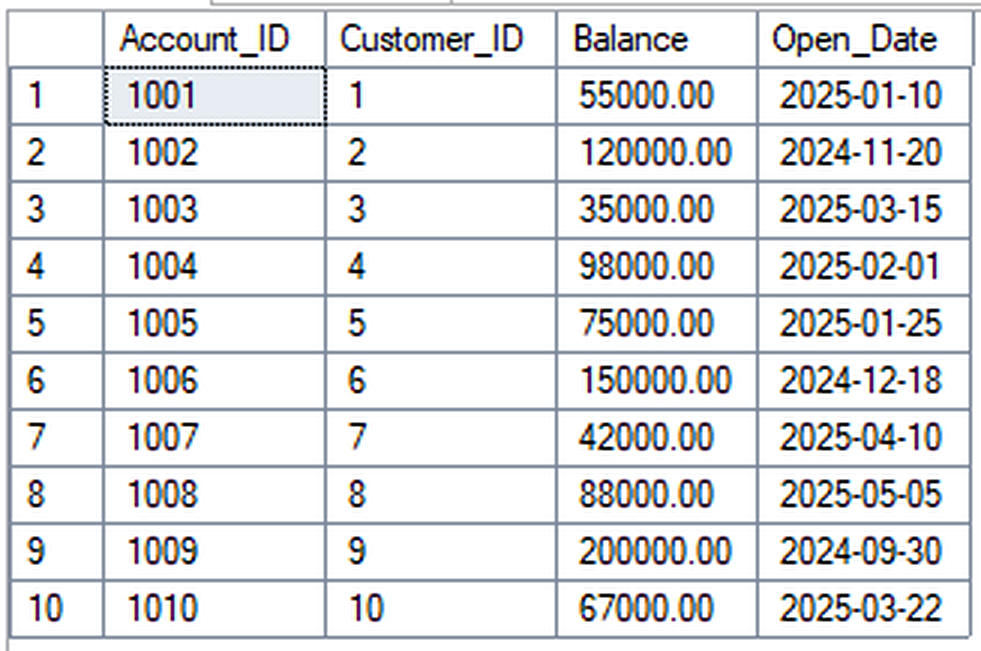 Account_ID Customer_ID Balance Open_Date
1 1001 1 55000.00 2025-01-10
2 1002 2 120000.00 2024-11-20
3 1003 3 35000.00 2025-03-15
4 1004 4 98000.00 2025-02-01
5 1005 5 75000.00 2025-01-25
6 1006 6 150000.00 2024-12-18
7 1007 7 42000.00 2025-04-10
8 1008 8 88000.00 2025-05-05
9 1009 9 200000.00 2024-09-30
10 1010 10 67000.00 2025-03-22